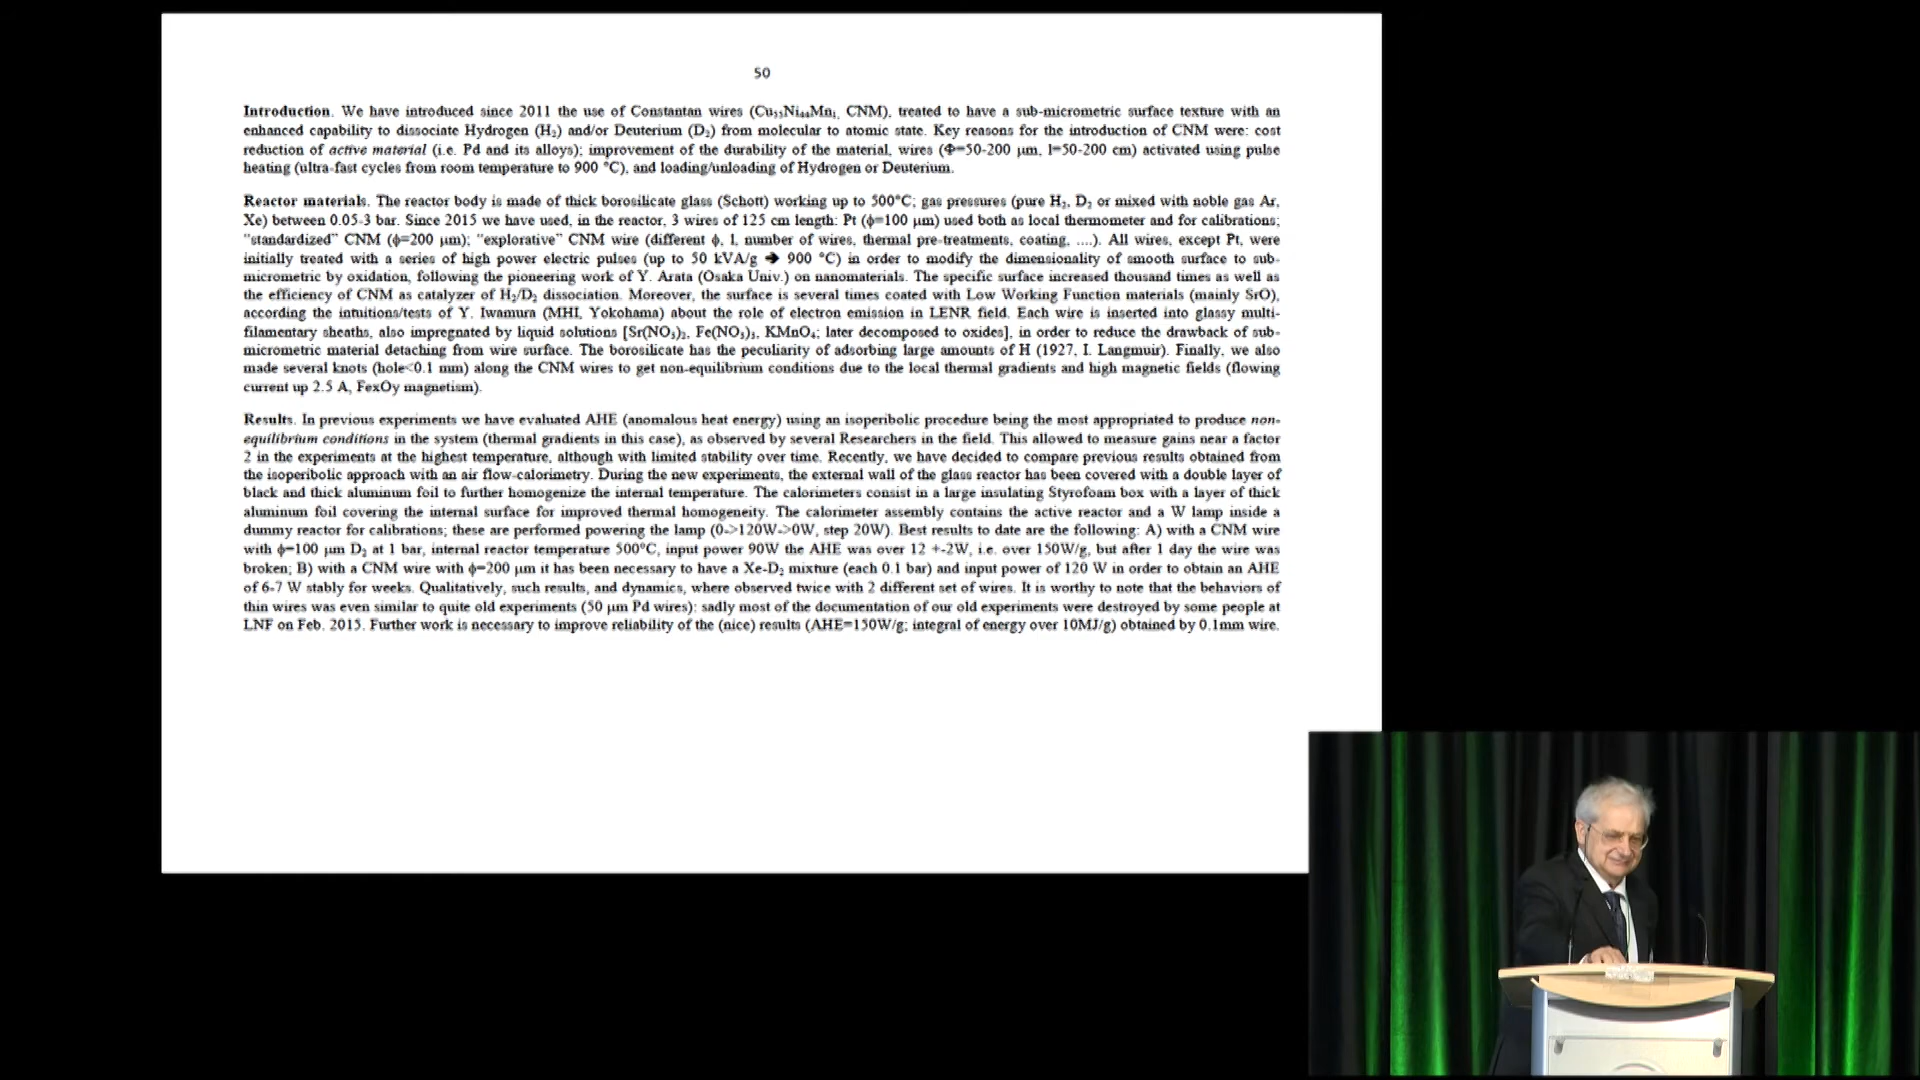 50
Introduction. We have introduced since 2011 the use of Constantan wires (Cu₅₅Ni₄₄Mn₁, CNM), treated to have a sub-micrometric surface texture with an
enhanced capability to dissociate Hydrogen (H₂) and/or Deuterium (D₂) from molecular to atomic state. Key reasons for the introduction of CNM were: cost
reduction of active material (i.e. Pd and its alloys); improvement of the durability of the material, wires (Φ=50-200 µm, l=50-200 cm) activated using pulse
heating (ultra-fast cycles from room temperature to 900 °C), and loading/unloading of Hydrogen or Deuterium.
Reactor materials. The reactor body is made of thick borosilicate glass (Schott) working up to 500°C; gas pressures (pure H₂, D₂ or mixed with noble gas Ar,
Xe) between 0.05-3 bar. Since 2015 we have used, in the reactor, 3 wires of 125 cm length: Pt (ϕ=100 µm) used both as local thermometer and for calibrations;
"standardized" CNM (ϕ=200 µm); "explorative" CNM wire (different ϕ, l, number of wires, thermal pre-treatments, coating, ....). All wires, except Pt, were
initially treated with a series of high power electric pulses (up to 50 kVA/g 🡺 900 °C) in order to modify the dimensionality of smooth surface to sub-
micrometric by oxidation, following the pioneering work of Y. Arata (Osaka Univ.) on nanomaterials. The specific surface increased thousand times as well as
the efficiency of CNM as catalyzer of H₂/D₂ dissociation. Moreover, the surface is several times coated with Low Working Function materials (mainly SrO),
according the intuitions/tests of Y. Iwamura (MHI, Yokohama) about the role of electron emission in LENR field. Each wire is inserted into glassy multi-
filamentary sheaths, also impregnated by liquid solutions [Sr(NO₃)₂, Fe(NO₃)₃, KMnO₄; later decomposed to oxides], in order to reduce the drawback of sub-
micrometric material detaching from wire surface. The borosilicate has the peculiarity of adsorbing large amounts of H (1927, I. Langmuir). Finally, we also
made several knots (hole<0.1 mm) along the CNM wires to get non-equilibrium conditions due to the local thermal gradients and high magnetic fields (flowing
current up 2.5 A, FexOy magnetism).
Results. In previous experiments we have evaluated AHE (anomalous heat energy) using an isoperibolic procedure being the most appropriated to produce non-
equilibrium conditions in the system (thermal gradients in this case), as observed by several Researchers in the field. This allowed to measure gains near a factor
2 in the experiments at the highest temperature, although with limited stability over time. Recently, we have decided to compare previous results obtained from
the isoperibolic approach with an air flow-calorimetry. During the new experiments, the external wall of the glass reactor has been covered with a double layer of
black and thick aluminum foil to further homogenize the internal temperature. The calorimeters consist in a large insulating Styrofoam box with a layer of thick
aluminum foil covering the internal surface for improved thermal homogeneity. The calorimeter assembly contains the active reactor and a W lamp inside a
dummy reactor for calibrations; these are performed powering the lamp (0->120W->0W, step 20W). Best results to date are the following: A) with a CNM wire
with ϕ=100 µm D₂ at 1 bar, internal reactor temperature 500°C, input power 90W the AHE was over 12 +-2W, i.e. over 150W/g, but after 1 day the wire was
broken; B) with a CNM wire with ϕ=200 µm it has been necessary to have a Xe-D₂ mixture (each 0.1 bar) and input power of 120 W in order to obtain an AHE
of 6-7 W stably for weeks. Qualitatively, such results, and dynamics, where observed twice with 2 different set of wires. It is worthy to note that the behaviors of
thin wires was even similar to quite old experiments (50 µm Pd wires): sadly most of the documentation of our old experiments were destroyed by some people at
LNF on Feb. 2015. Further work is necessary to improve reliability of the (nice) results (AHE=150W/g; integral of energy over 10MJ/g) obtained by 0.1mm wire.